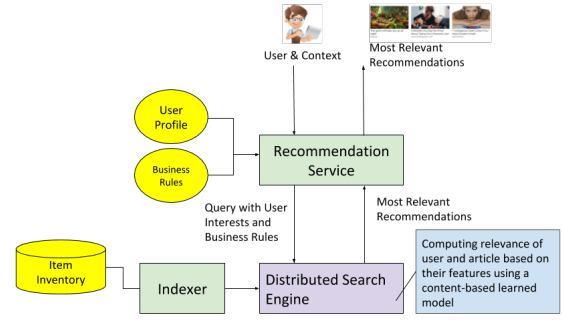 User & Context
Most Relevant
Recommendations
User
Profile
Business
Rules
Recommendation
Service
Query with User
Interests and
Business Rules
Most Relevant
Recommendations
Item
Inventory
Indexer
Distributed Search
Engine
Computing relevance of
user and article based on
their features using a
content-based learned
model